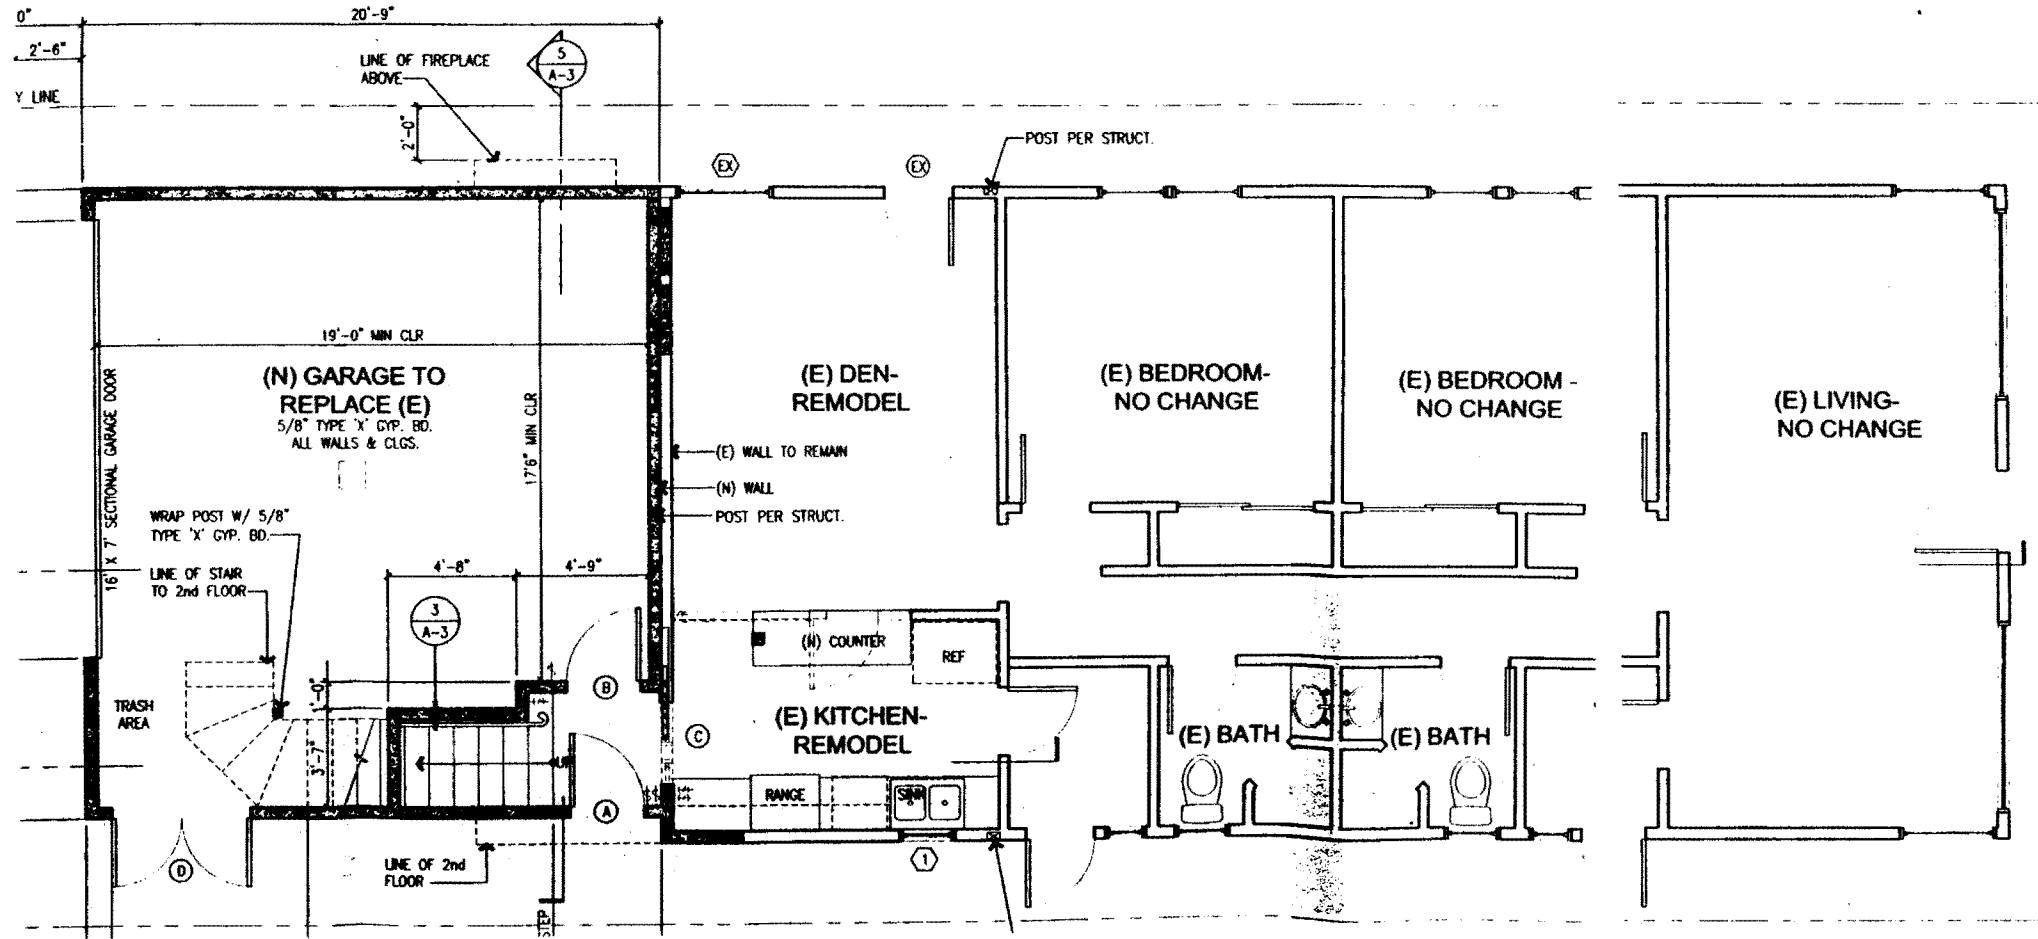 0"
20'-9"
2'-6"
LINE OF FIREPLACE
ABOVE
5
A-3
Y LINE
2'-0"
EX
EX
POST PER STRUCT.
19'-0" MIN CLR
16' X 7' SECTIONAL GARAGE DOOR
(N) GARAGE TO
REPLACE (E)
5/8" TYPE 'X' GYP. BD.
ALL WALLS & CLGS.
17'6" MIN CLR
(E) DEN-
REMODEL
(E) BEDROOM-
NO CHANGE
(E) BEDROOM -
NO CHANGE
(E) LIVING-
NO CHANGE
(E) WALL TO REMAIN
(N) WALL
POST PER STRUCT.
WRAP POST W/ 5/8"
TYPE 'X' GYP. BD.
LINE OF STAIR
TO 2nd FLOOR
4'-8"
4'-9"
3
A-3
(N) COUNTER
REF
TRASH
AREA
1'-0"
3'-7"
B
C
(E) KITCHEN-
REMODEL
(E) BATH
(E) BATH
RANGE
SINK
A
D
LINE OF 2nd
FLOOR
1
STEP